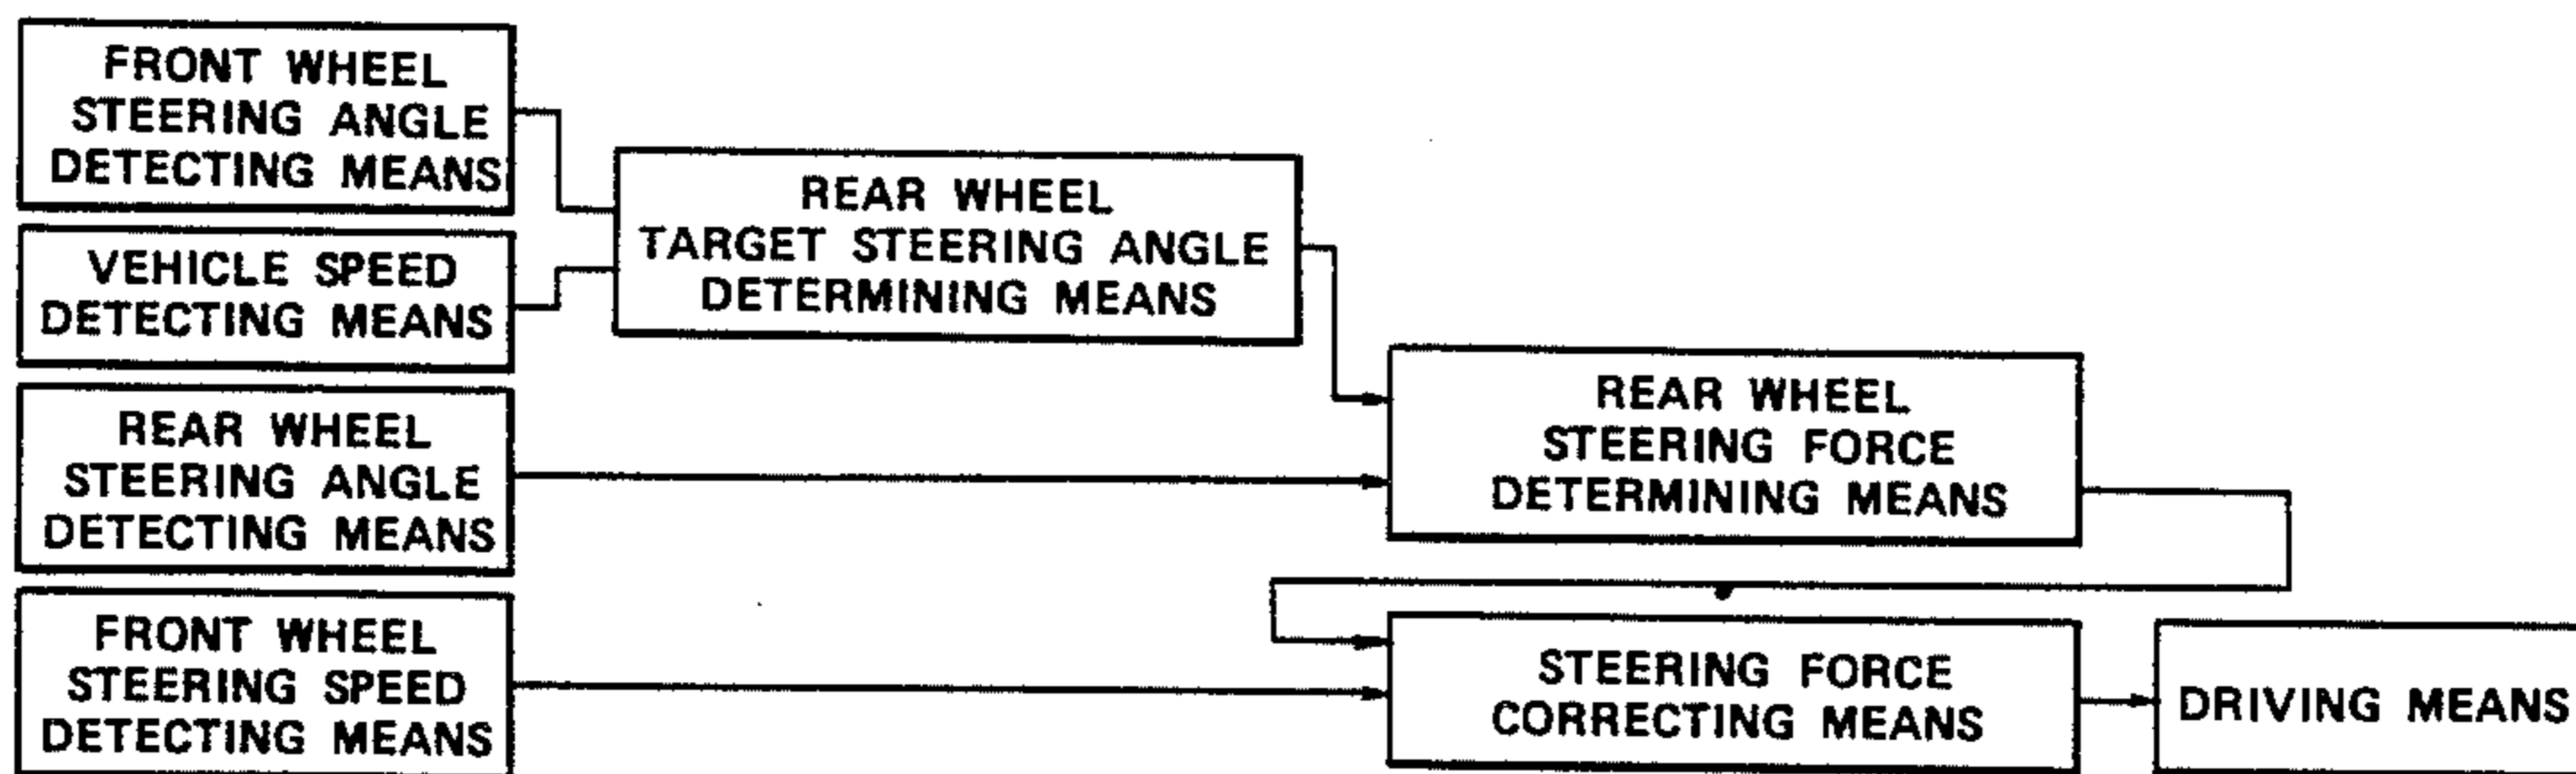 FRONT WHEEL
STEERING ANGLE
DETECTING MEANS
VEHICLE SPEED
DETECTING MEANS
REAR WHEEL
STEERING ANGLE
DETECTING MEANS
FRONT WHEEL
STEERING SPEED
DETECTING MEANS
REAR WHEEL
TARGET STEERING ANGLE
DETERMINING MEANS
REAR WHEEL
STEERING FORCE
DETERMINING MEANS
STEERING FORCE
CORRECTING MEANS
DRIVING MEANS